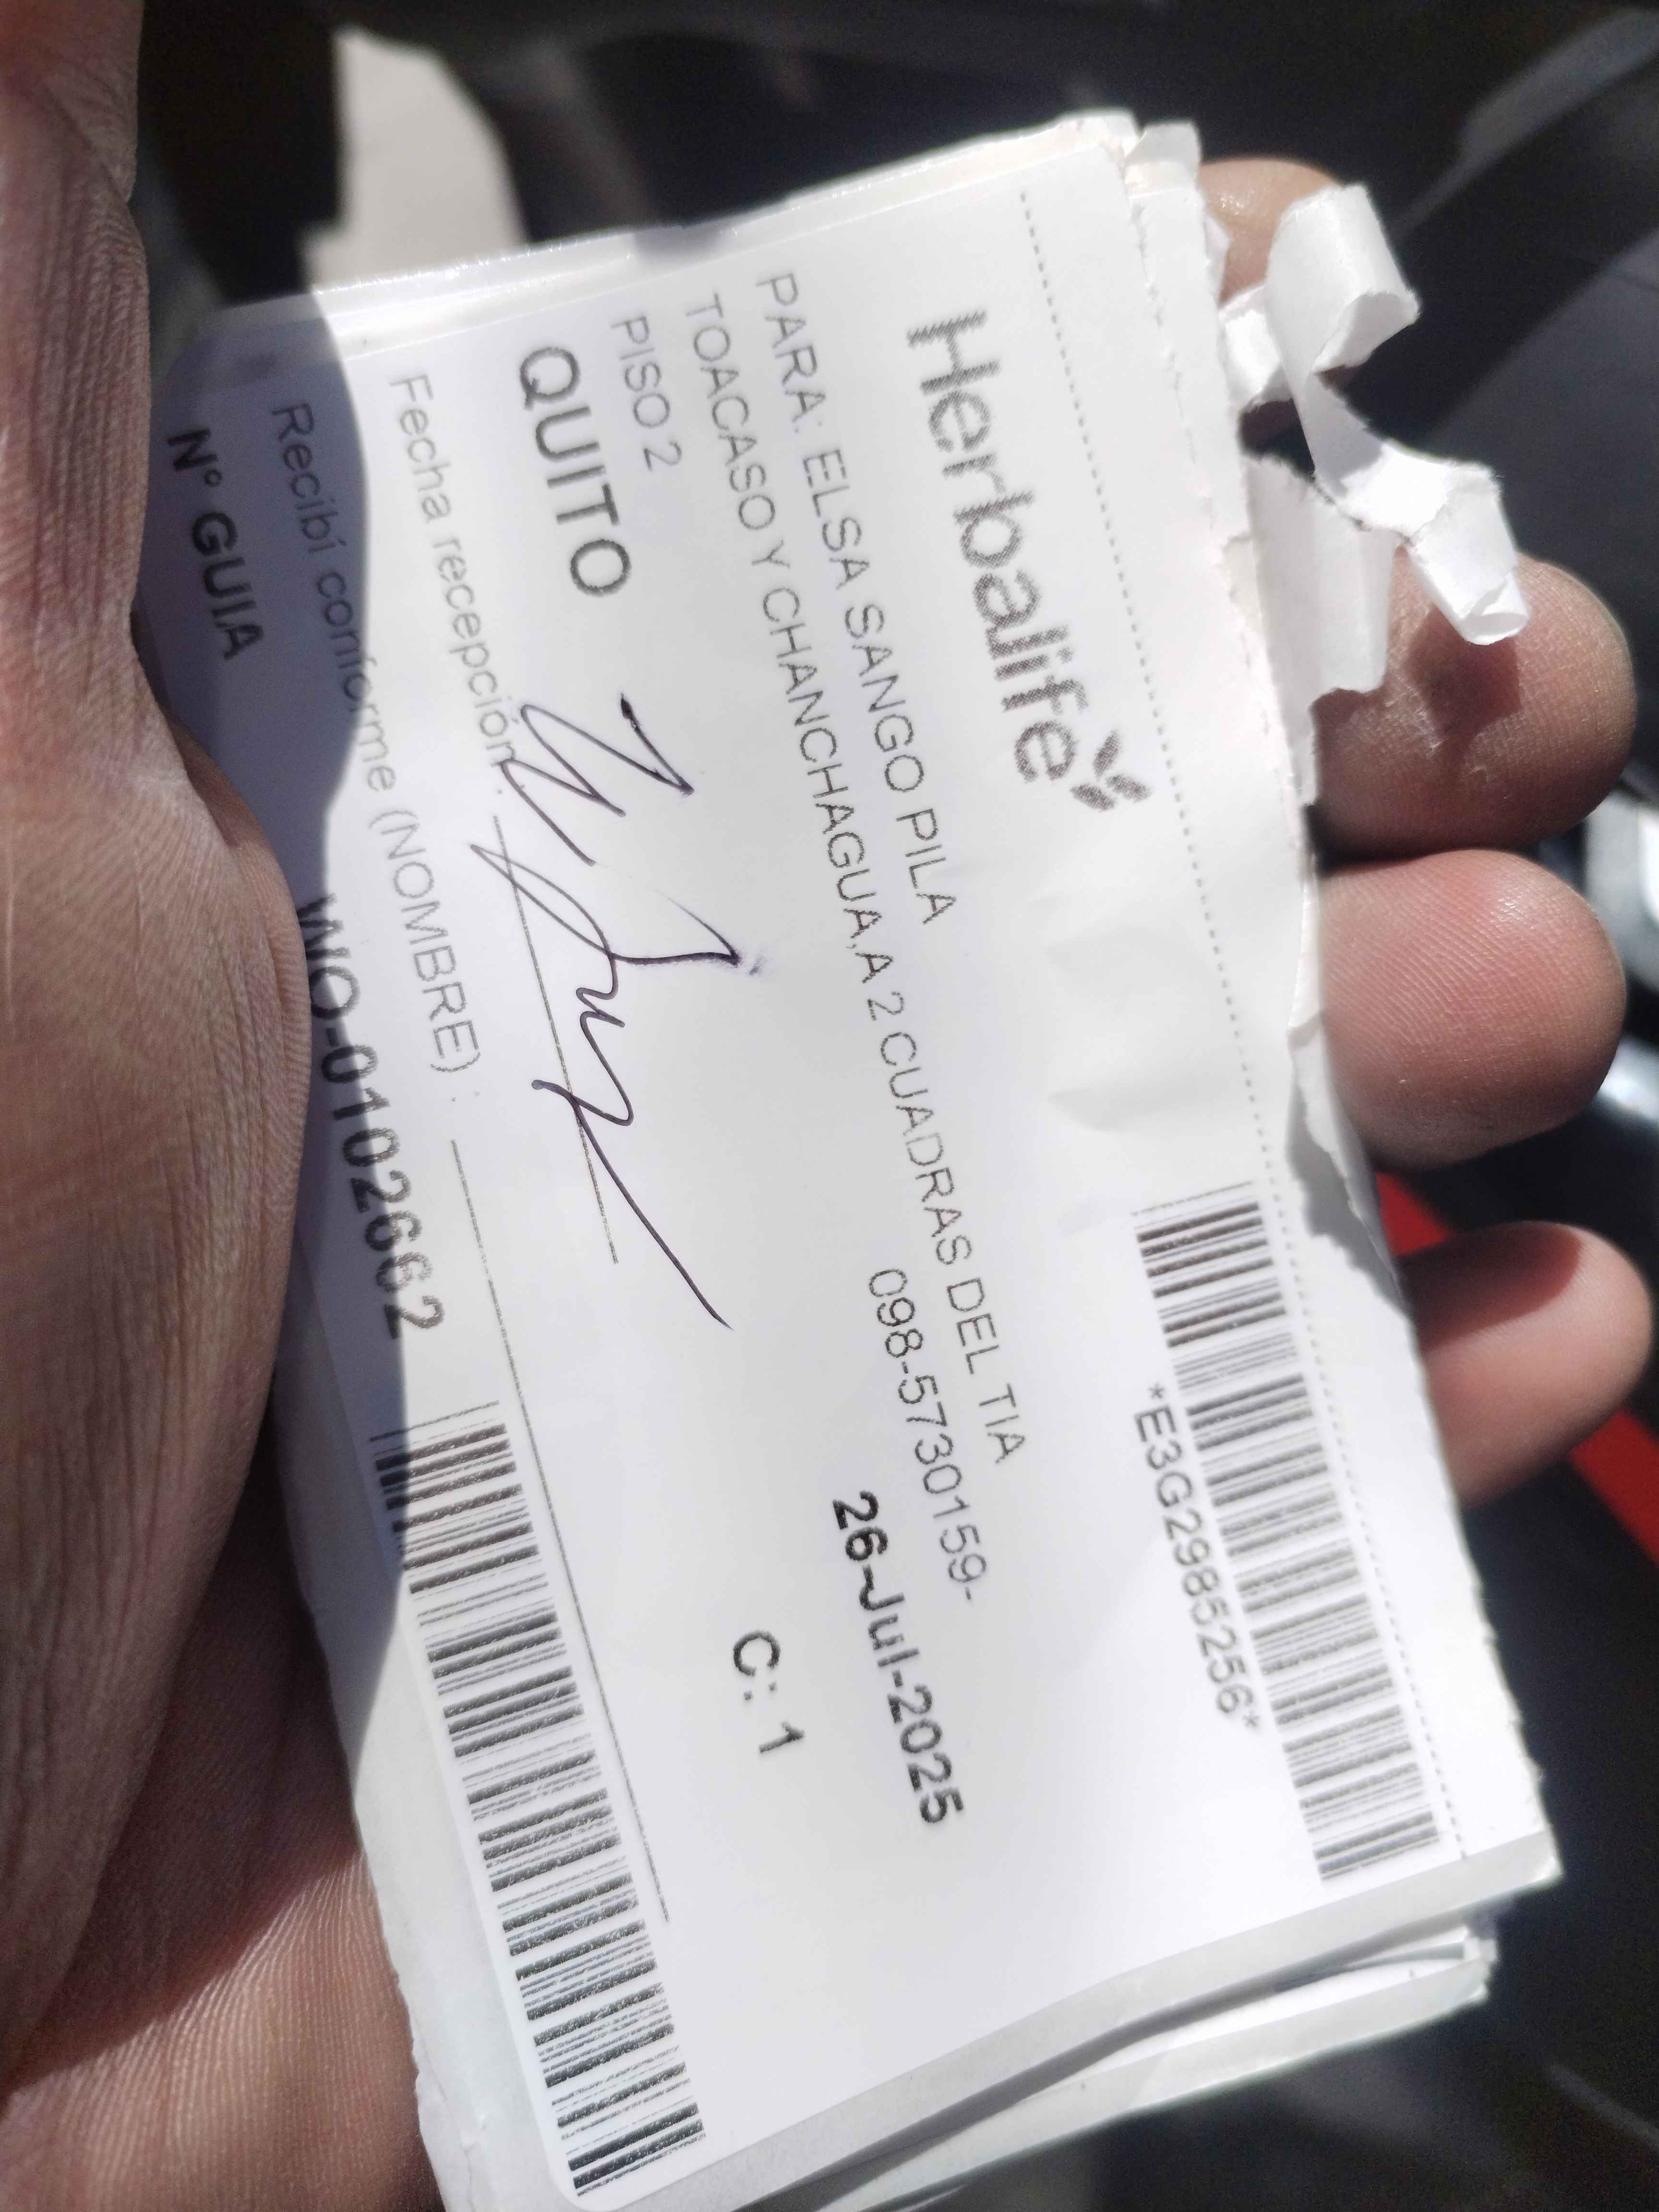 Herbalife
*E3G2985256*
PARA: ELSA SANGO PILA
TOACASO Y CHANCHAGUA,A 2 CUADRAS DEL TIA
PISO 2
098-5730159-
QUITO
26-Jul-2025
Fecha recepción:
C: 1
Recibí conforme (NOMBRE) :
N° GUIA
WO-0102662